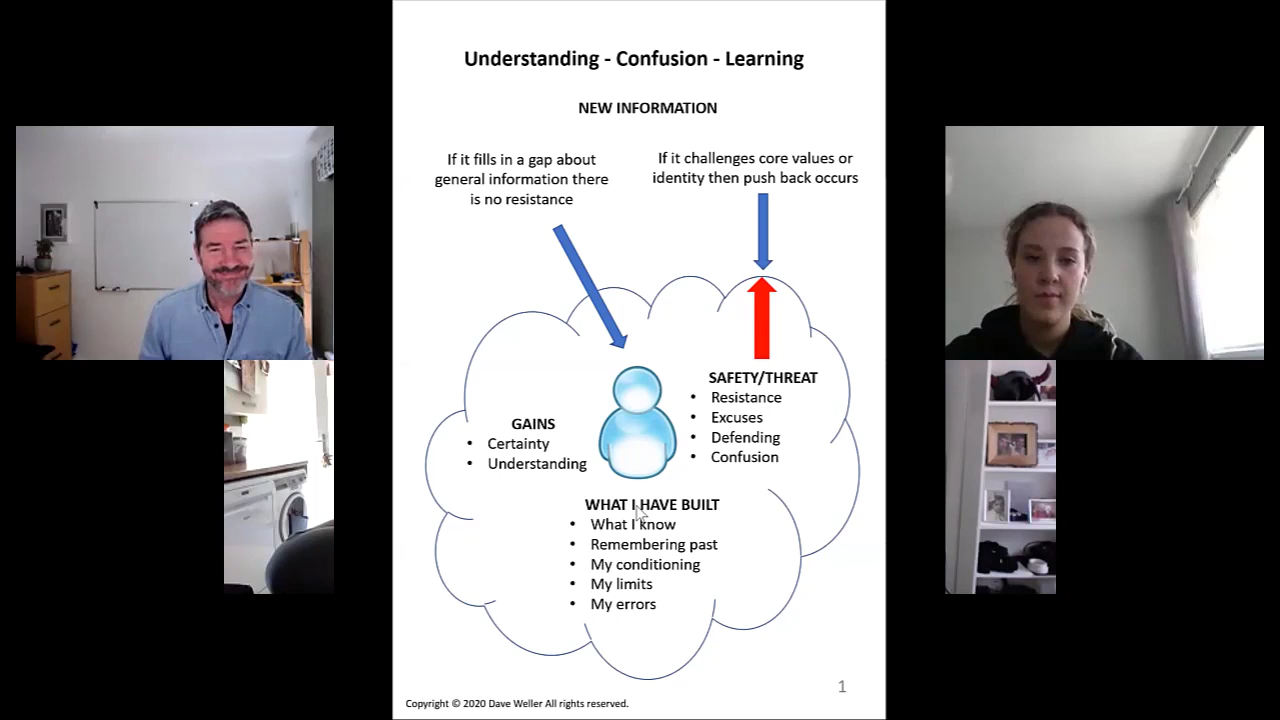 Understanding - Confusion - Learning
NEW INFORMATION
If it fills in a gap about
general information there
is no resistance
If it challenges core values or
identity then push back occurs
SAFETY/THREAT
• Resistance
• Excuses
• Defending
• Confusion
GAINS
• Certainty
• Understanding
WHAT I HAVE BUILT
• What I know
• Remembering past
• My conditioning
• My limits
• My errors
1
Copyright © 2020 Dave Weller All rights reserved.